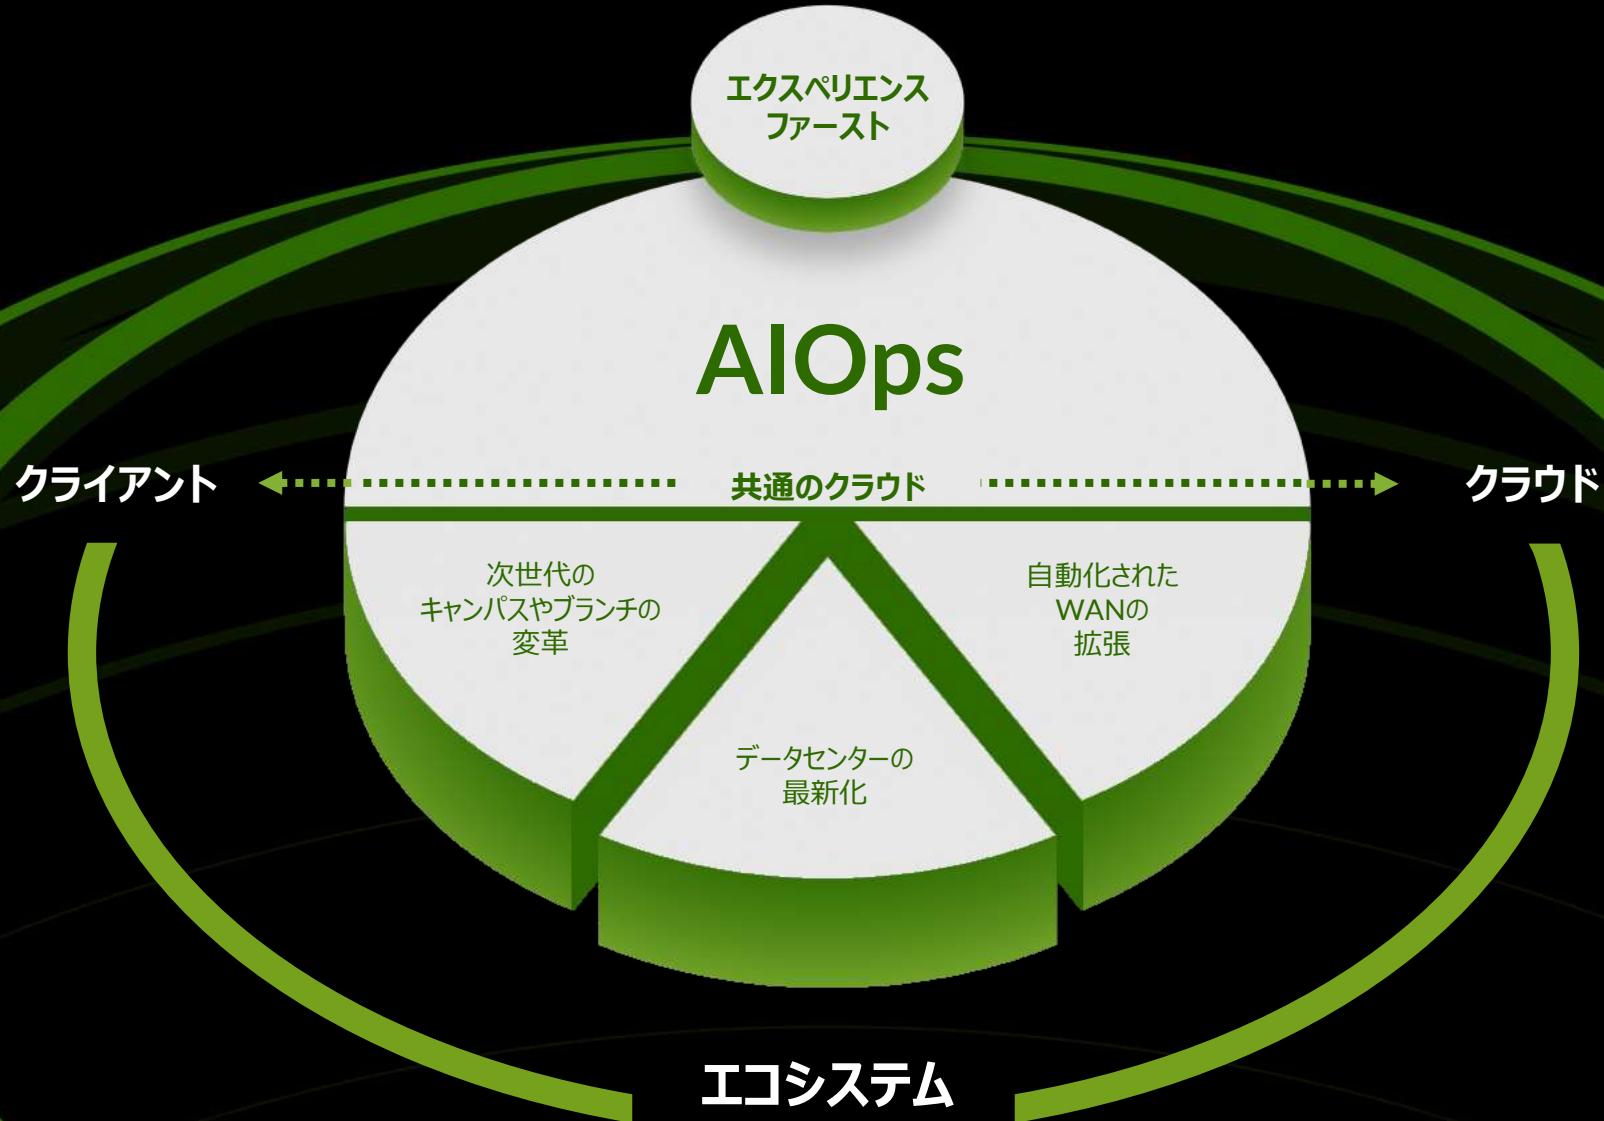 エクスペリエンス
ファースト
AIOps
クライアント
共通のクラウド
クラウド
次世代の
キャンパスやブランチの
変革
自動化された
WANの
拡張
データセンターの
最新化
エコシステム